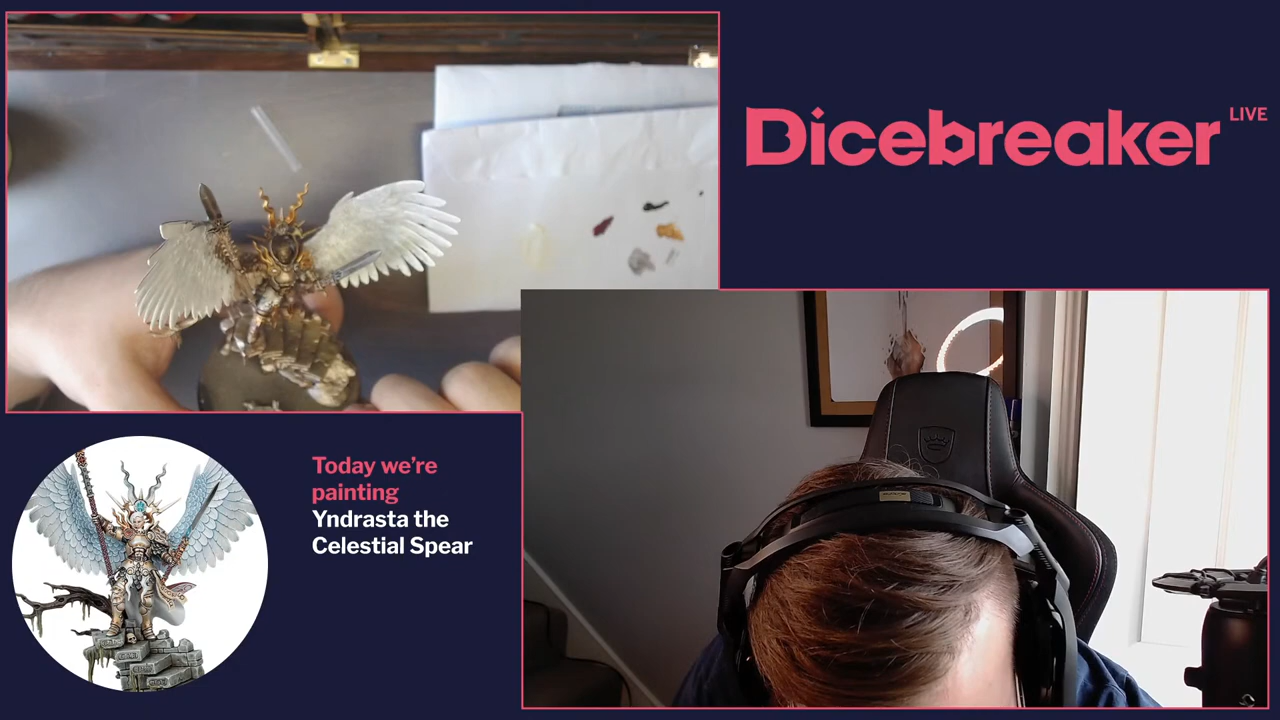 Dicebreaker LIVE
Today we're
painting
Yndrasta the
Celestial Spear